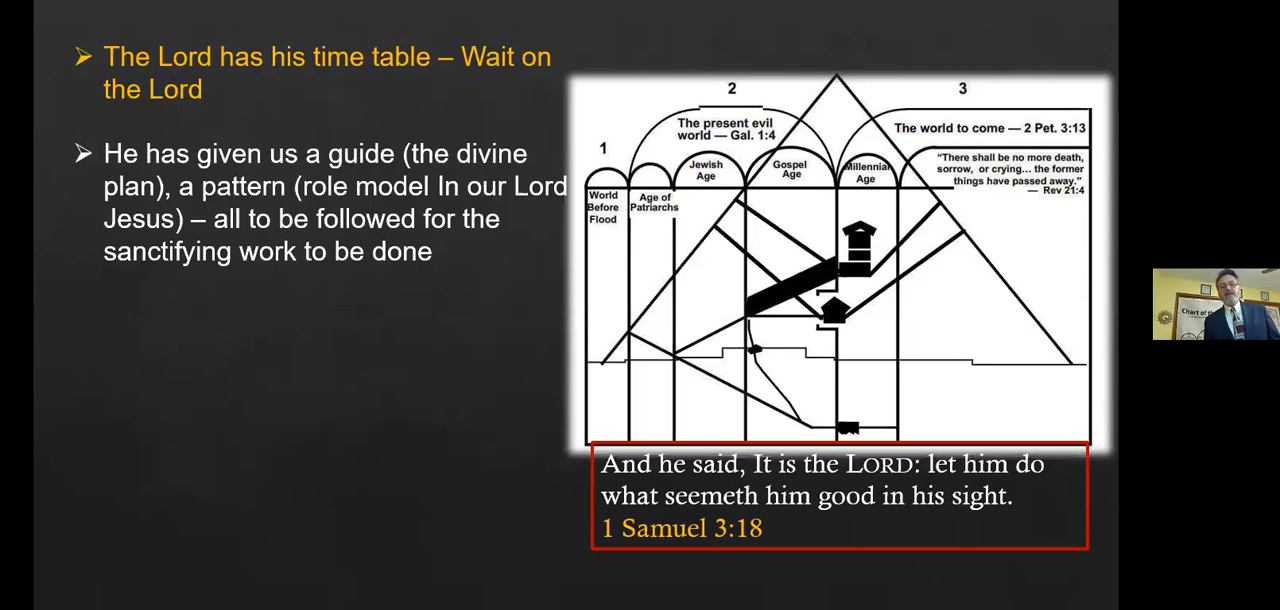 The Lord has his time table – Wait on
the Lord
He has given us a guide (the divine
plan), a pattern (role model In our Lord
Jesus) – all to be followed for the
sanctifying work to be done
2
3
The present evil
world — Gal. 1:4
The world to come — 2 Pet. 3:13
1
Jewish
Age
Gospel
Age
Millennial
Age
"There shall be no more death,
sorrow, or crying... the former
things have passed away."
— Rev 21:4
World
Before
Flood
Age of
Patriarchs
And he said, It is the LORD: let him do
what seemeth him good in his sight.
1 Samuel 3:18
Chart of th